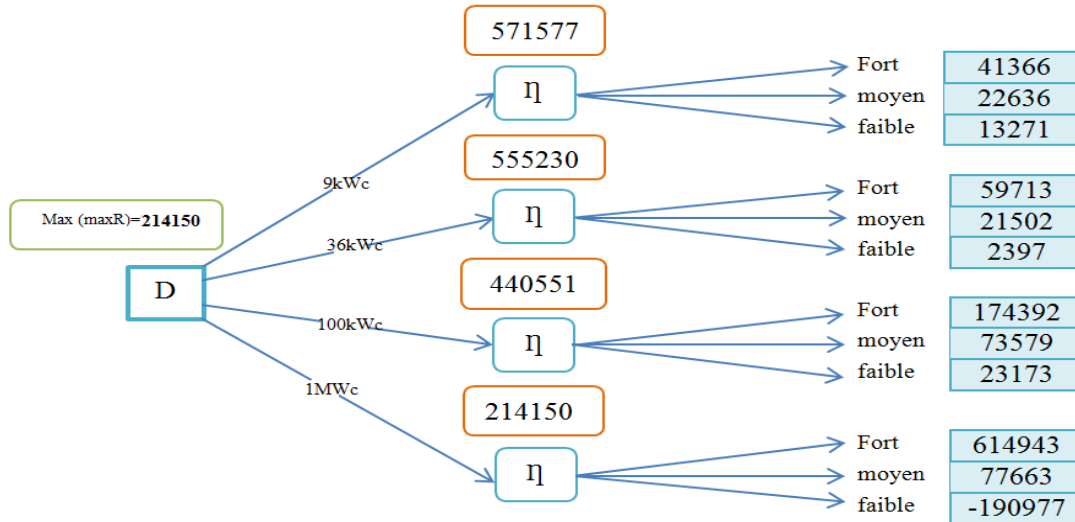 571577
η
Fort
41366
moyen
22636
faible
13271
555230
9kWc
Max (maxR)=214150
η
Fort
59713
moyen
21502
faible
2397
36kWc
440551
D
100kWc
η
Fort
174392
moyen
73579
faible
23173
1MWc
214150
η
Fort
614943
moyen
77663
faible
-190977